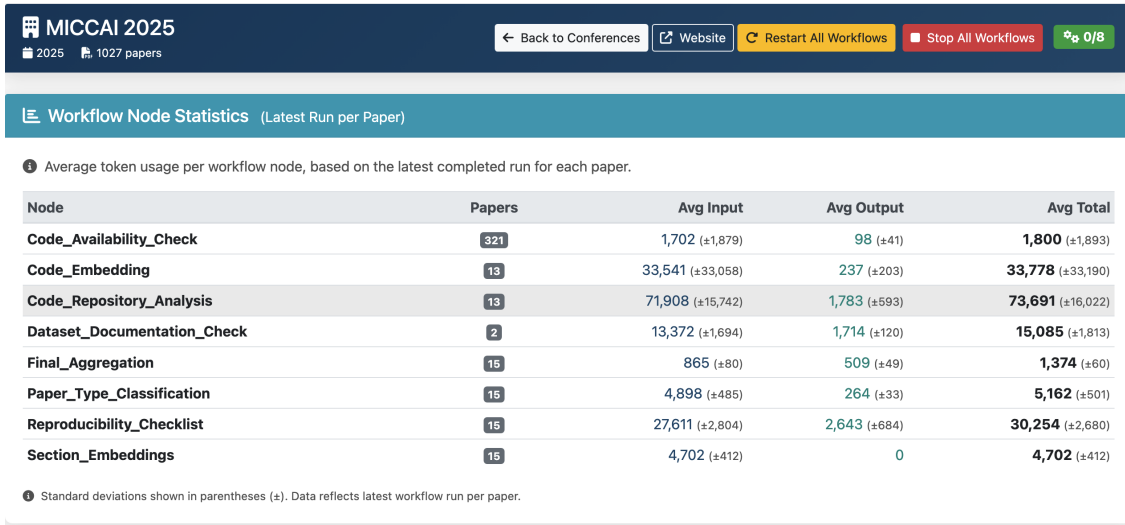 MICCAI 2025
2025 1027 papers
Back to Conferences Website Restart All Workflows Stop All Workflows 0/8
Workflow Node Statistics (Latest Run per Paper)
Average token usage per workflow node, based on the latest completed run for each paper.
Node Papers Avg Input Avg Output Avg Total
Code_Availability_Check 321 1,702 (±1,879) 98 (±41) 1,800 (±1,893)
Code_Embedding 13 33,541 (±33,058) 237 (±203) 33,778 (±33,190)
Code_Repository_Analysis 13 71,908 (±15,742) 1,783 (±593) 73,691 (±16,022)
Dataset_Documentation_Check 2 13,372 (±1,694) 1,714 (±120) 15,085 (±1,813)
Final_Aggregation 15 865 (±80) 509 (±49) 1,374 (±60)
Paper_Type_Classification 15 4,898 (±485) 264 (±33) 5,162 (±501)
Reproducibility_Checklist 15 27,611 (±2,804) 2,643 (±684) 30,254 (±2,680)
Section_Embeddings 15 4,702 (±412) 0 4,702 (±412)
Standard deviations shown in parentheses (±). Data reflects latest workflow run per paper.